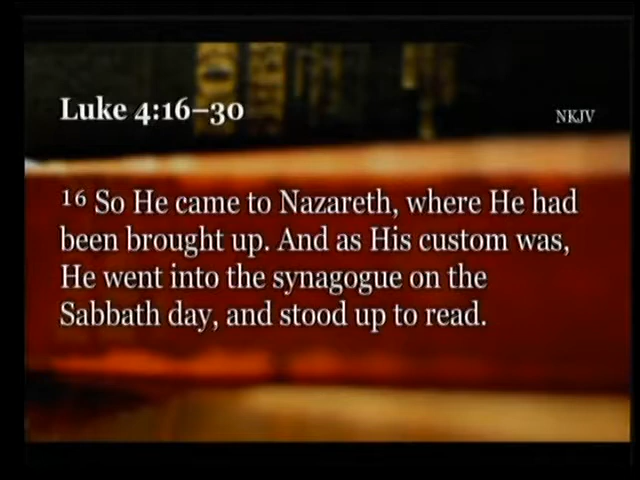 Luke 4:16–30
NKJV
16 So He came to Nazareth, where He had
been brought up. And as His custom was,
He went into the synagogue on the
Sabbath day, and stood up to read.